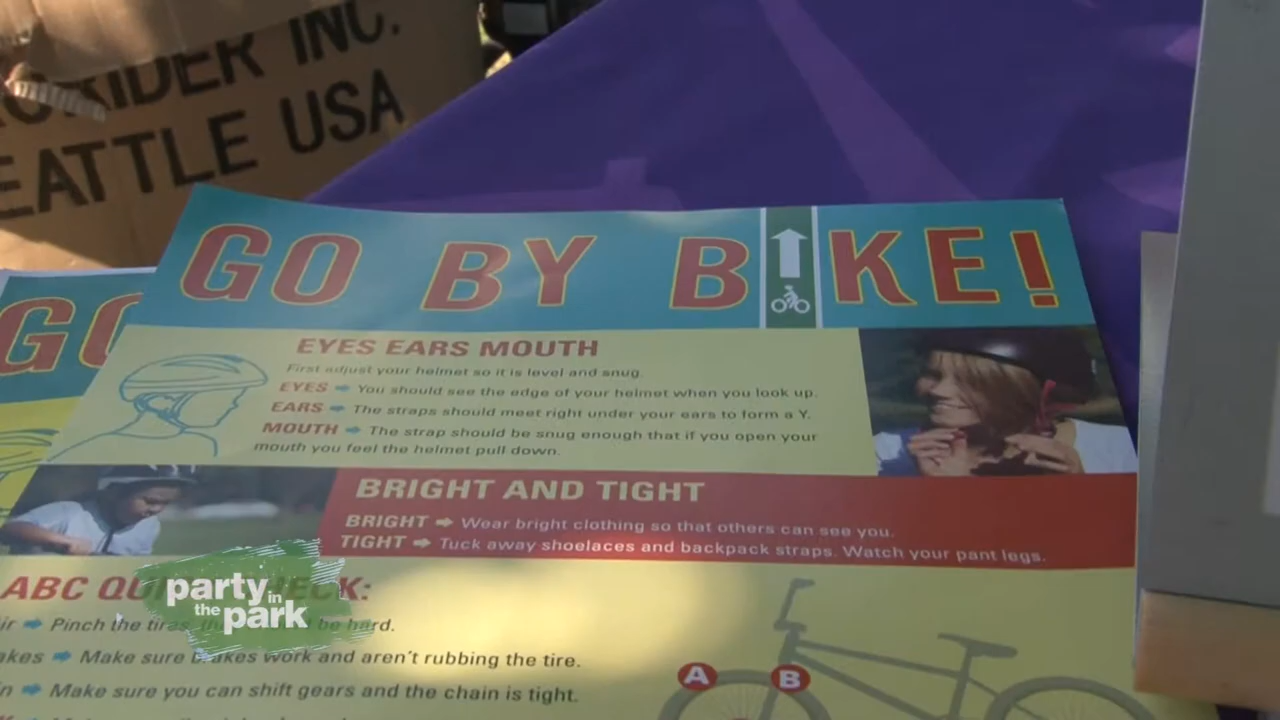 RIDER INC.
EATTLE USA
GO BY BIKE!
GO
EYES EARS MOUTH
First adjust your helmet so it is level and snug.
EYES ➡ You should see the edge of your helmet when you look up.
EARS ➡ The straps should meet right under your ears to form a Y.
MOUTH ➡ The strap should be snug enough that if you open your
mouth you feel the helmet pull down.
BRIGHT AND TIGHT
BRIGHT ➡ Wear bright clothing so that others can see you.
TIGHT ➡ Tuck away shoelaces and backpack straps. Watch your pant legs.
ABC QUICK CHECK:
ir ➡ Pinch the tires, be hard.
akes ➡ Make sure brakes work and aren't rubbing the tire.
in ➡ Make sure you can shift gears and the chain is tight.
A B
party in
the park